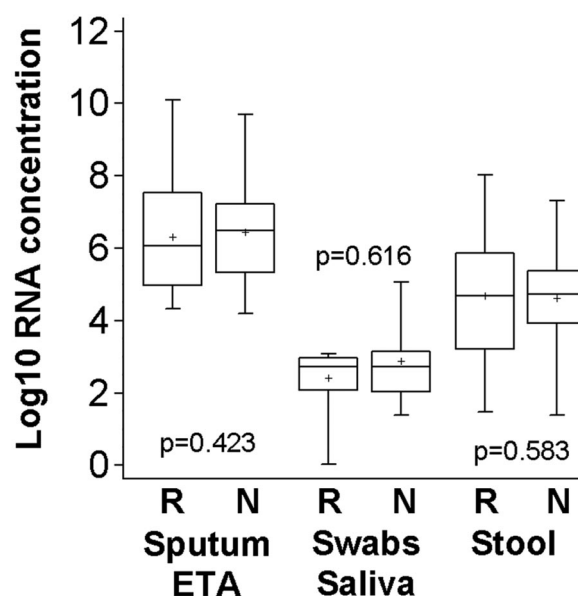 Log10 RNA concentration
12
10
8
6
4
2
0
p=0.616
p=0.423
p=0.583
R N R N R N
Sputum Swabs Stool
ETA Saliva